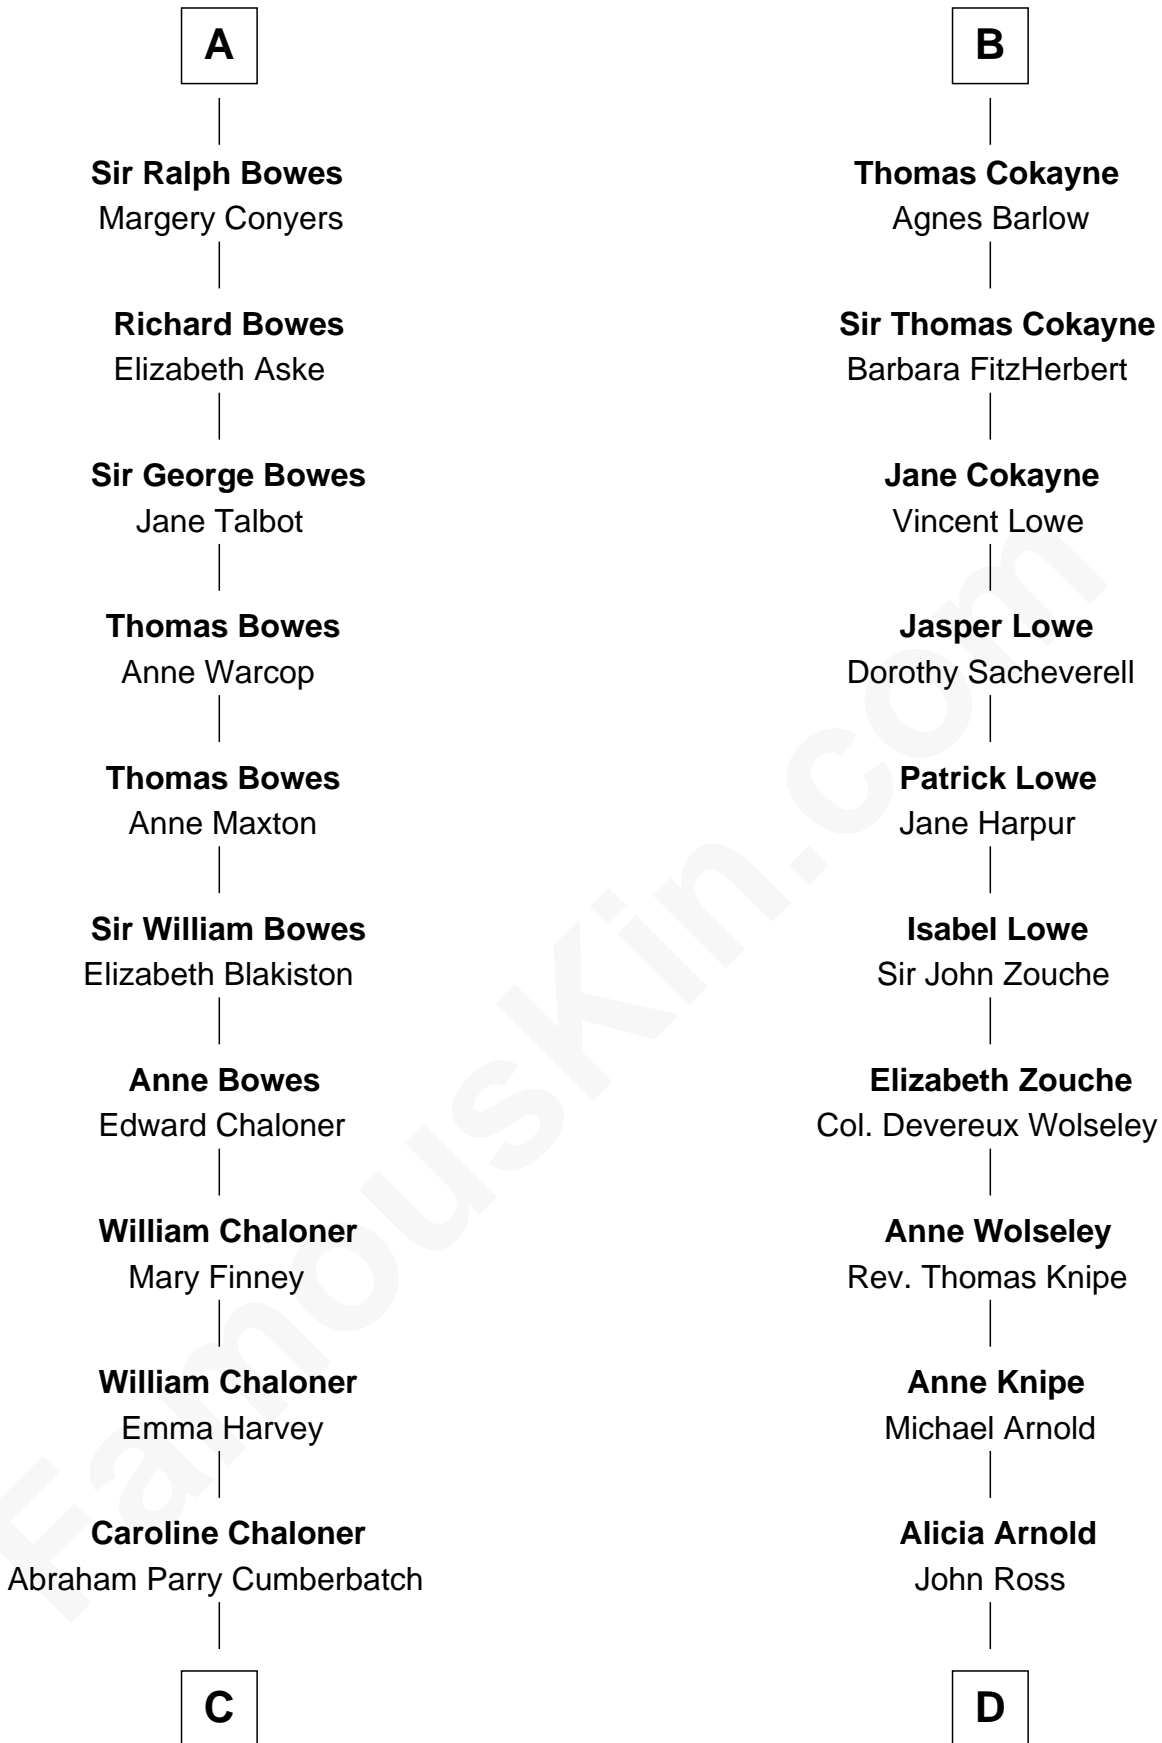 A
Sir Ralph Bowes
Margery Conyers
Richard Bowes
Elizabeth Aske
Sir George Bowes
Jane Talbot
Thomas Bowes
Anne Warcop
Thomas Bowes
Anne Maxton
Sir William Bowes
Elizabeth Blakiston
Anne Bowes
Edward Chaloner
William Chaloner
Mary Finney
William Chaloner
Emma Harvey
Caroline Chaloner
Abraham Parry Cumberbatch
C
B
Thomas Cokayne
Agnes Barlow
Sir Thomas Cokayne
Barbara FitzHerbert
Jane Cokayne
Vincent Lowe
Jasper Lowe
Dorothy Sacheverell
Patrick Lowe
Jane Harpur
Isabel Lowe
Sir John Zouche
Elizabeth Zouche
Col. Devereux Wolseley
Anne Wolseley
Rev. Thomas Knipe
Anne Knipe
Michael Arnold
Alicia Arnold
John Ross
D
FamousKin.com